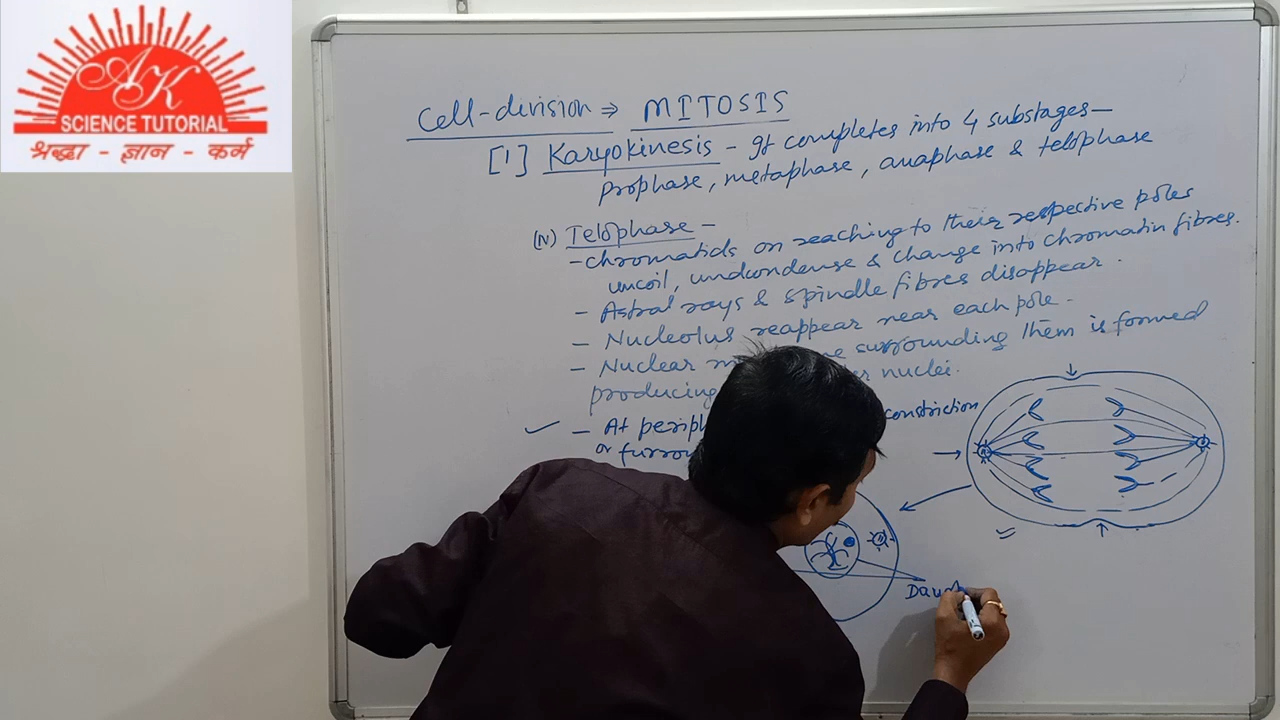 AK
SCIENCE TUTORIAL
श्रद्धा - ज्ञान - कर्म
Cell-division ⇒ MITOSIS
[1] Karyokinesis - It completes into 4 substages—
prophase, metaphase, anaphase & telophase
(IV) Telophase -
- chromatids on reaching to their respective poles
uncoil, undcondense & change into chromatin fibres.
- Astral rays & spindle fibres disappear.
- Nucleolus reappear near each pole.
- Nuclear surrounding them is formed
producing nuclei.
- At constriction
or